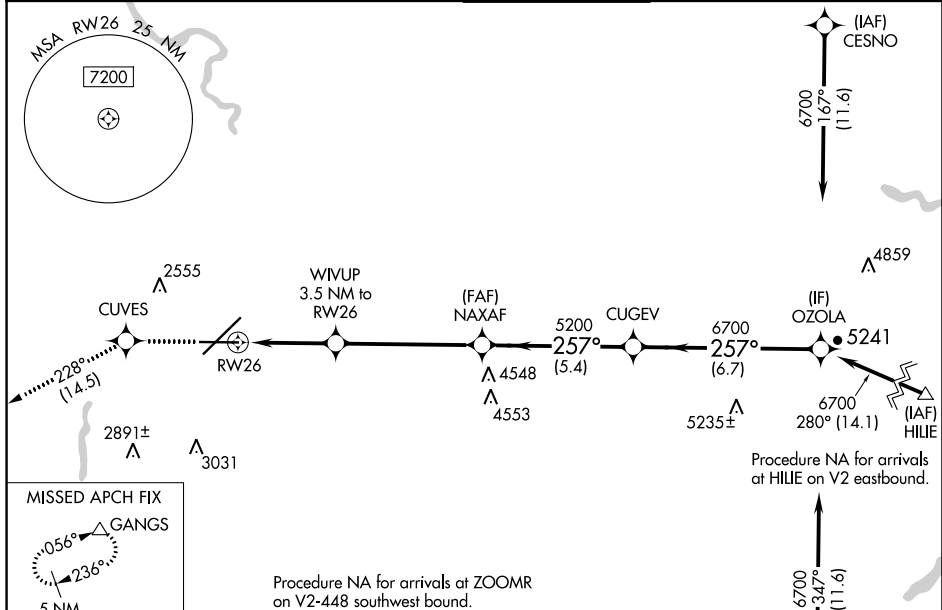 MSA RW26 25 NM
7200
(IAF)
CESNO
6700
167°
(11.6)
4859
2555
CUVES
WIVUP
3.5 NM to
RW26
(FAF)
NAXAF
5200
257°
(5.4)
CUGEV
6700
257°
(6.7)
(IF)
OZOLA
5241
RW26
228°
(14.5)
4548
4553
5235±
6700
280° (14.1)
(IAF)
HILIE
2891±
3031
Procedure NA for arrivals
at HILIE on V2 eastbound.
MISSED APCH FIX
GANGS
056°
236°
5 NM
Procedure NA for arrivals at ZOOMR
on V2-448 southwest bound.
6700
347°
(11.6)